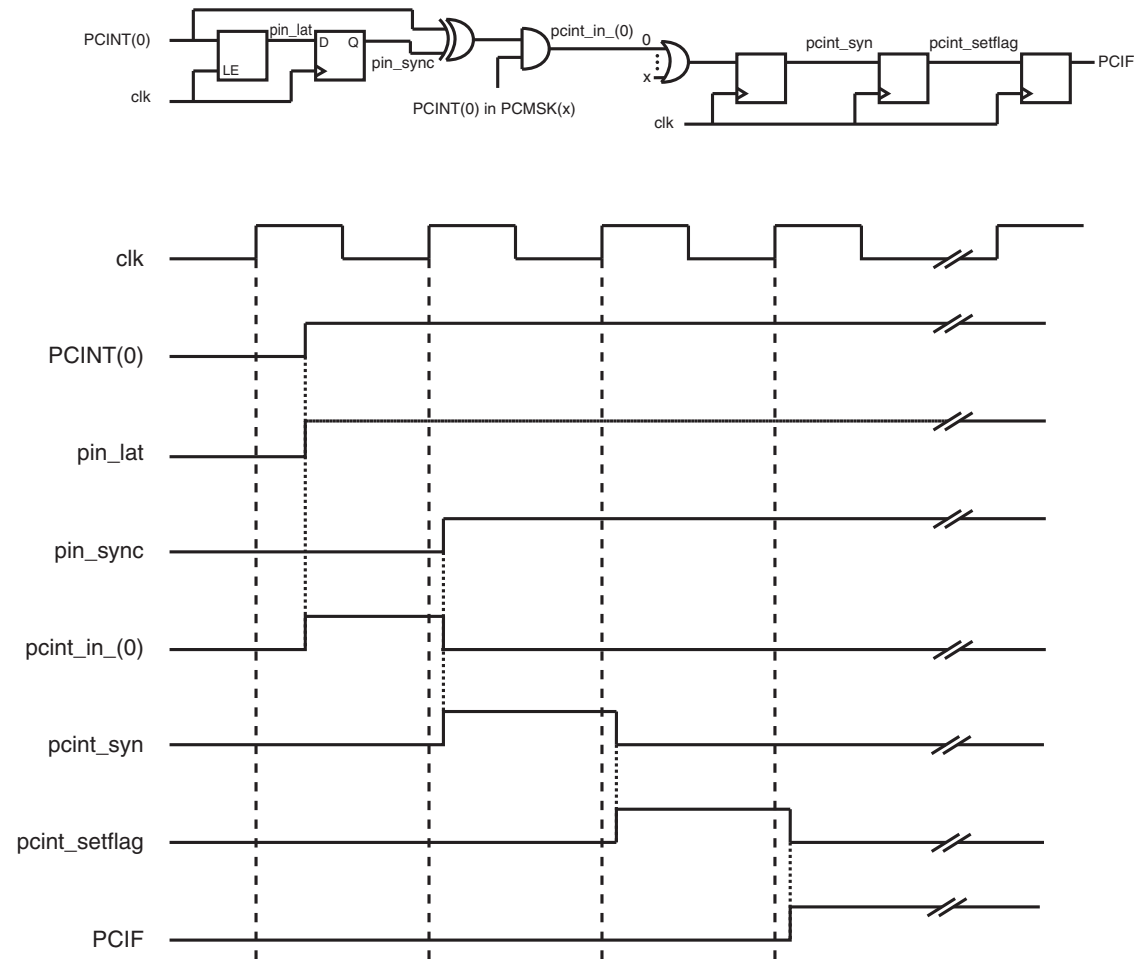 PCINT(0)
pin_lat
D Q
LE
pin_sync
clk
pcint_in_(0)
PCINT(0) in PCMSK(x)
0
x
pcint_syn
pcint_setflag
PCIF
clk
clk
PCINT(0)
pin_lat
pin_sync
pcint_in_(0)
pcint_syn
pcint_setflag
PCIF